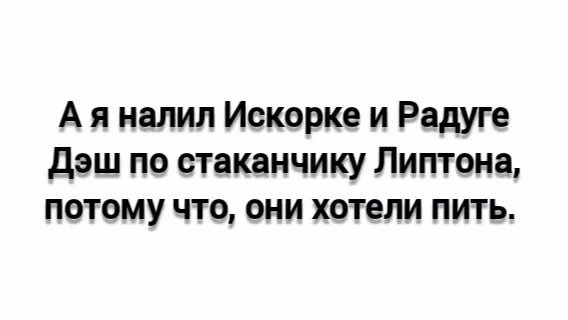 А я налил Искорке и Радуге
Дэш по стаканчику Липтона,
потому что, они хотели пить.